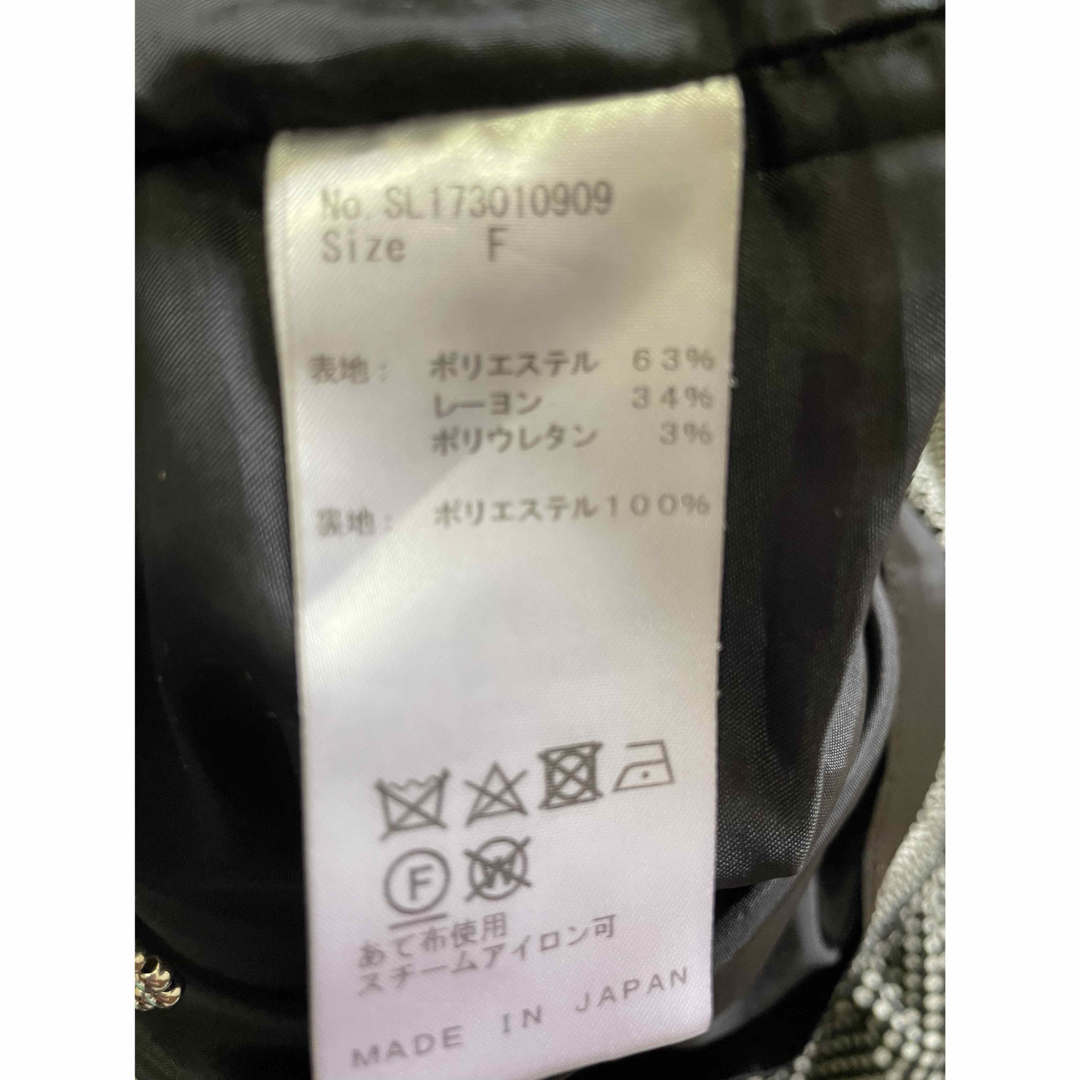 No. SL173010909
Size F
表地: ポリエステル 63%
レーヨン 34%
ポリウレタン 3%
裏地: ポリエステル100%
F W
あて布使用
スチームアイロン可
MADE IN JAPAN